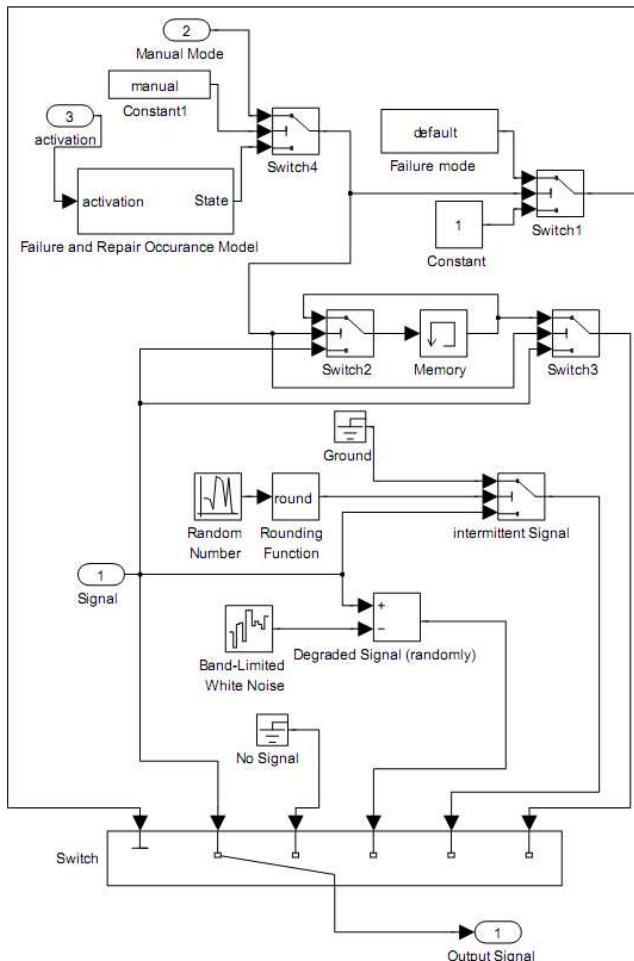 2
Manual Mode
manual
Constant1
3
activation
Switch4
default
Failure mode
activation
State
Failure and Repair Occurance Model
1
Constant
Switch1
Switch2
Memory
Switch3
Ground
round
Random
Number
Rounding
Function
intermittent Signal
1
Signal
+
−
Band-Limited
White Noise
Degraded Signal (randomly)
No Signal
Switch
1
Output Signal